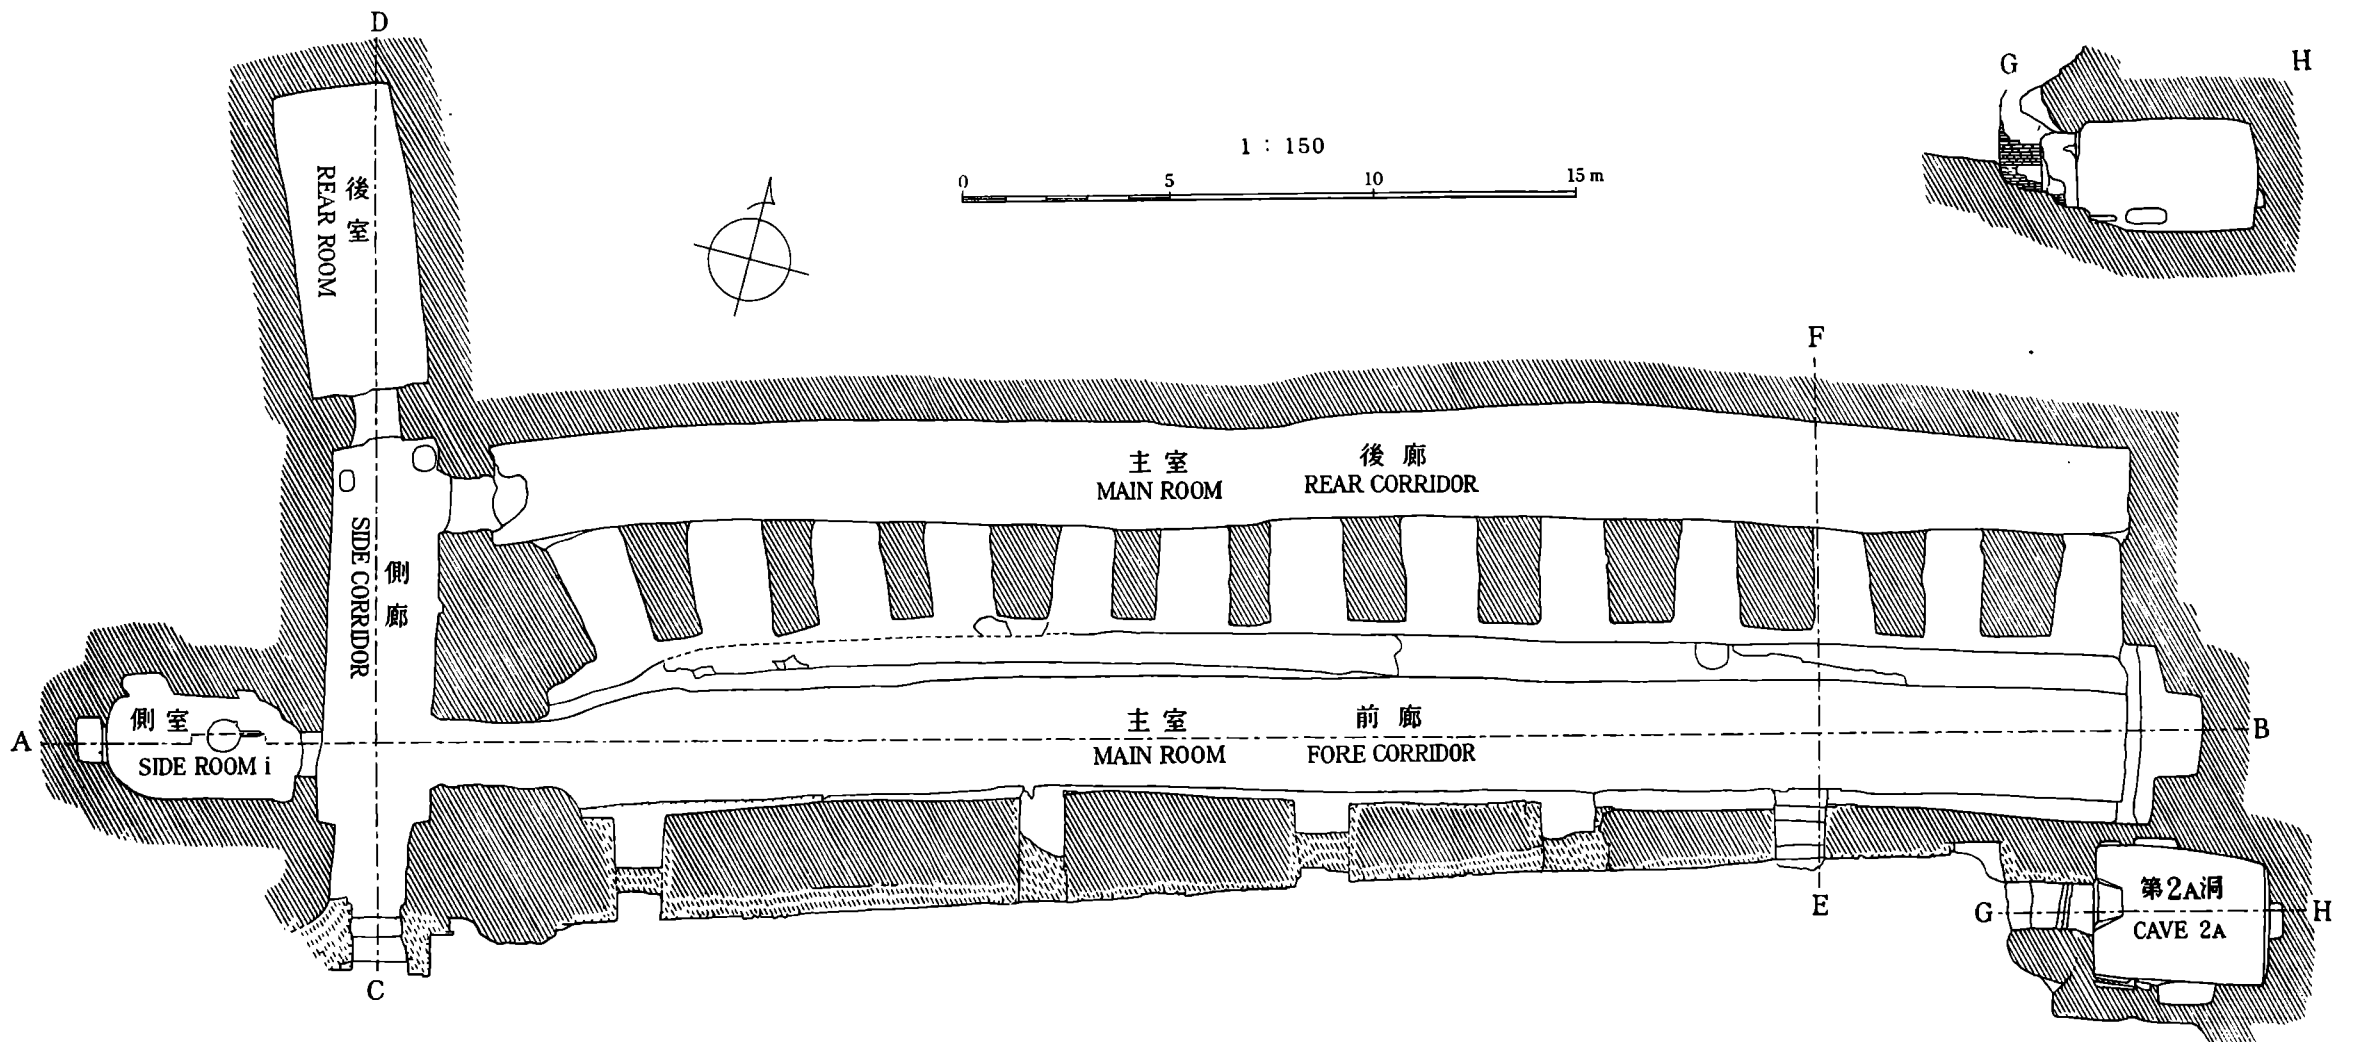 D
G
H
1 : 150
0 5 10 15 m
後室
REAR ROOM
F
主室 後廊
MAIN ROOM REAR CORRIDOR
側廊
SIDE CORRIDOR
側室
SIDE ROOM i
A
主室 前廊
MAIN ROOM FORE CORRIDOR
B
第2A洞
CAVE 2A
G
H
E
C